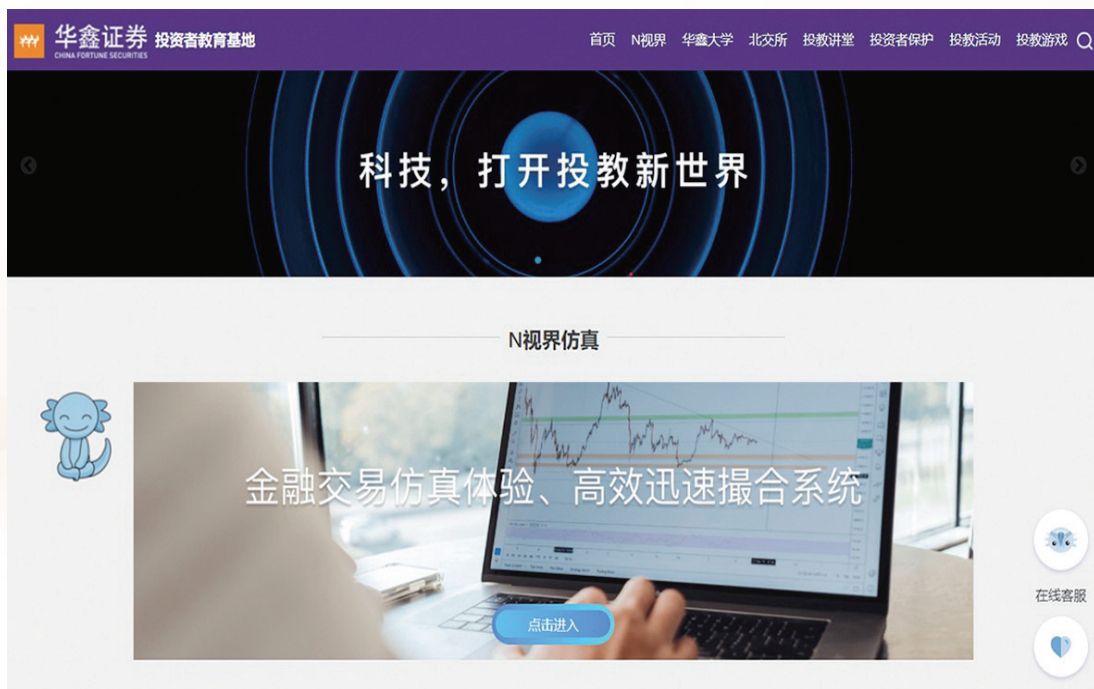 华鑫证券 投资者教育基地
CHINA FORTUNE SECURITIES
首页 N视界 华鑫大学 北交所 投教讲堂 投资者保护 投教活动 投教游戏
科技，打开投教新世界
N视界仿真
金融交易仿真体验、高效迅速撮合系统
点击进入
在线客服